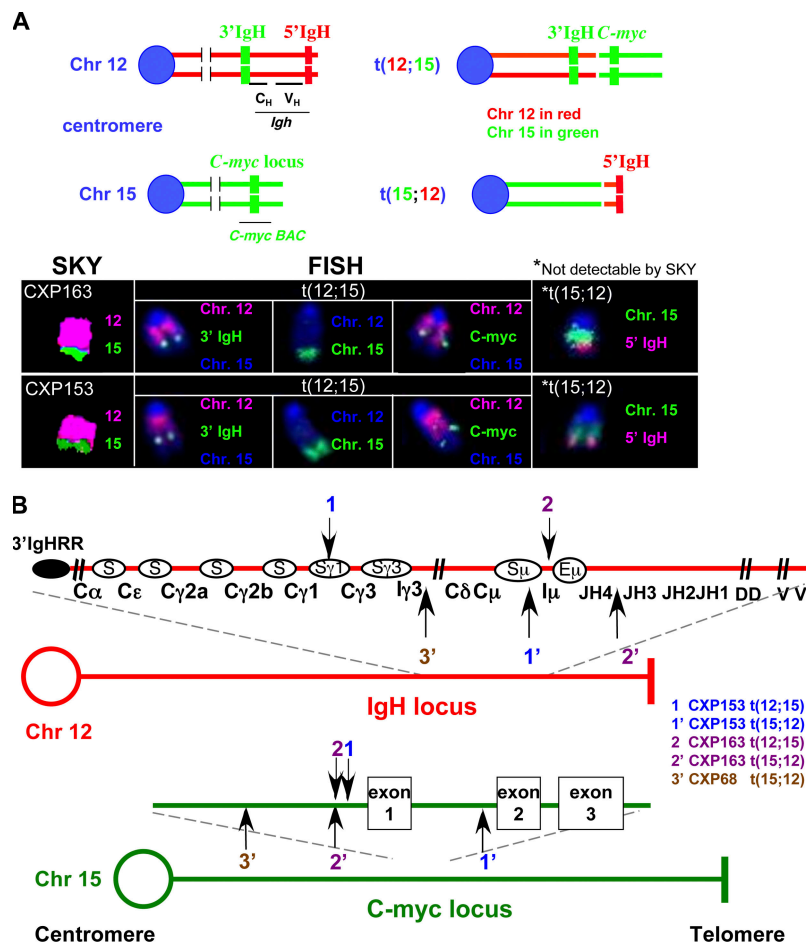 A
3’IgH 5’IgH
Chr 12
CH VH
Igh
centromere
3’IgH C-myc
t(12;15)
Chr 12 in red
Chr 15 in green
C-myc locus
Chr 15
C-myc BAC
5’IgH
t(15;12)
SKY FISH *Not detectable by SKY
CXP163 t(12;15) *t(15;12)
12
15
Chr. 12
3’ IgH
Chr. 15
Chr. 12
Chr. 15
Chr. 12
C-myc
Chr. 15
Chr. 15
5’ IgH
CXP153 t(12;15) *t(15;12)
12
15
Chr. 12
3’ IgH
Chr. 15
Chr. 12
Chr. 15
Chr. 12
C-myc
Chr. 15
Chr. 15
5’ IgH
B
1 2
3’IgHRR
S S S S Sγ1 Sγ3 Sμ Eμ
Cα Cε Cγ2a Cγ2b Cγ1 Cγ3 Iγ3 Cδ Cμ Iμ JH4 JH3 JH2 JH1 DD V V
3’ 1’ 2’
IgH locus
Chr 12
1 CXP153 t(12;15)
1’ CXP153 t(15;12)
2 CXP163 t(12;15)
2’ CXP163 t(15;12)
3’ CXP68 t(15;12)
2 1
exon 1
exon 2
exon 3
3’ 2’ 1’
Chr 15
C-myc locus
Centromere Telomere